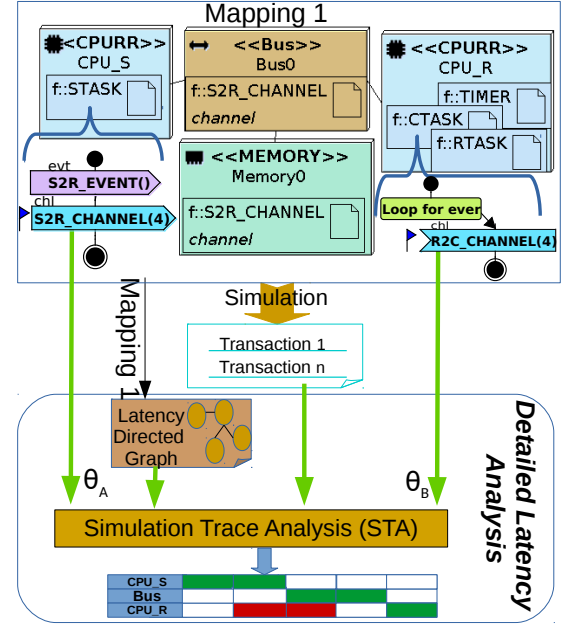 Mapping 1
<<CPURR>>
CPU_S
f::STASK
<<Bus>>
Bus0
f::S2R_CHANNEL
channel
<<CPURR>>
CPU_R
f::TIMER
f::CTASK
f::RTASK
<<MEMORY>>
Memory0
f::S2R_CHANNEL
channel
evt
S2R_EVENT()
chl
S2R_CHANNEL(4)
Loop for ever
chl
R2C_CHANNEL(4)
Mapping 1
Simulation
Transaction 1
Transaction n
Latency
Directed
Graph
Detailed Latency
Analysis
θA
θB
Simulation Trace Analysis (STA)
CPU_S
Bus
CPU_R